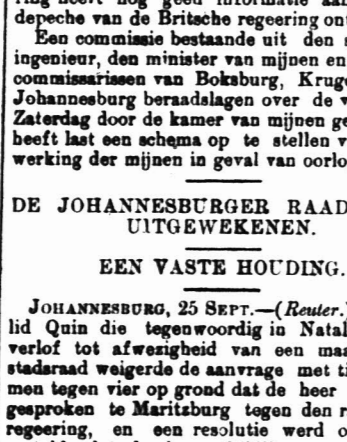 depeche van de Britsche regeering ont
Een commissie bestaande uit den s
ingenieur, den minister van mijnen en
commissarissen van Boksburg, Kruge
Johannesburg beraadslagen over de v
Zaterdag door de kamer van mijnen ge
heeft last een schema op te stellen v
werking der mijnen in geval van oorlo
DE JOHANNESBURGER RAAD
UITGEWEKENEN.
EEN VASTE HOUDING.
JOHANNESBURG, 25 SEPT.—(Reuter.
lid Quin die tegenwoordig in Natal
verlof tot afwezigheid van een maa
stadsraad weigerde de aanvrage met ti
men tegen vier op grond dat de heer
gesproken te Maritzburg tegen den r
regeering, en een resolutie werd o